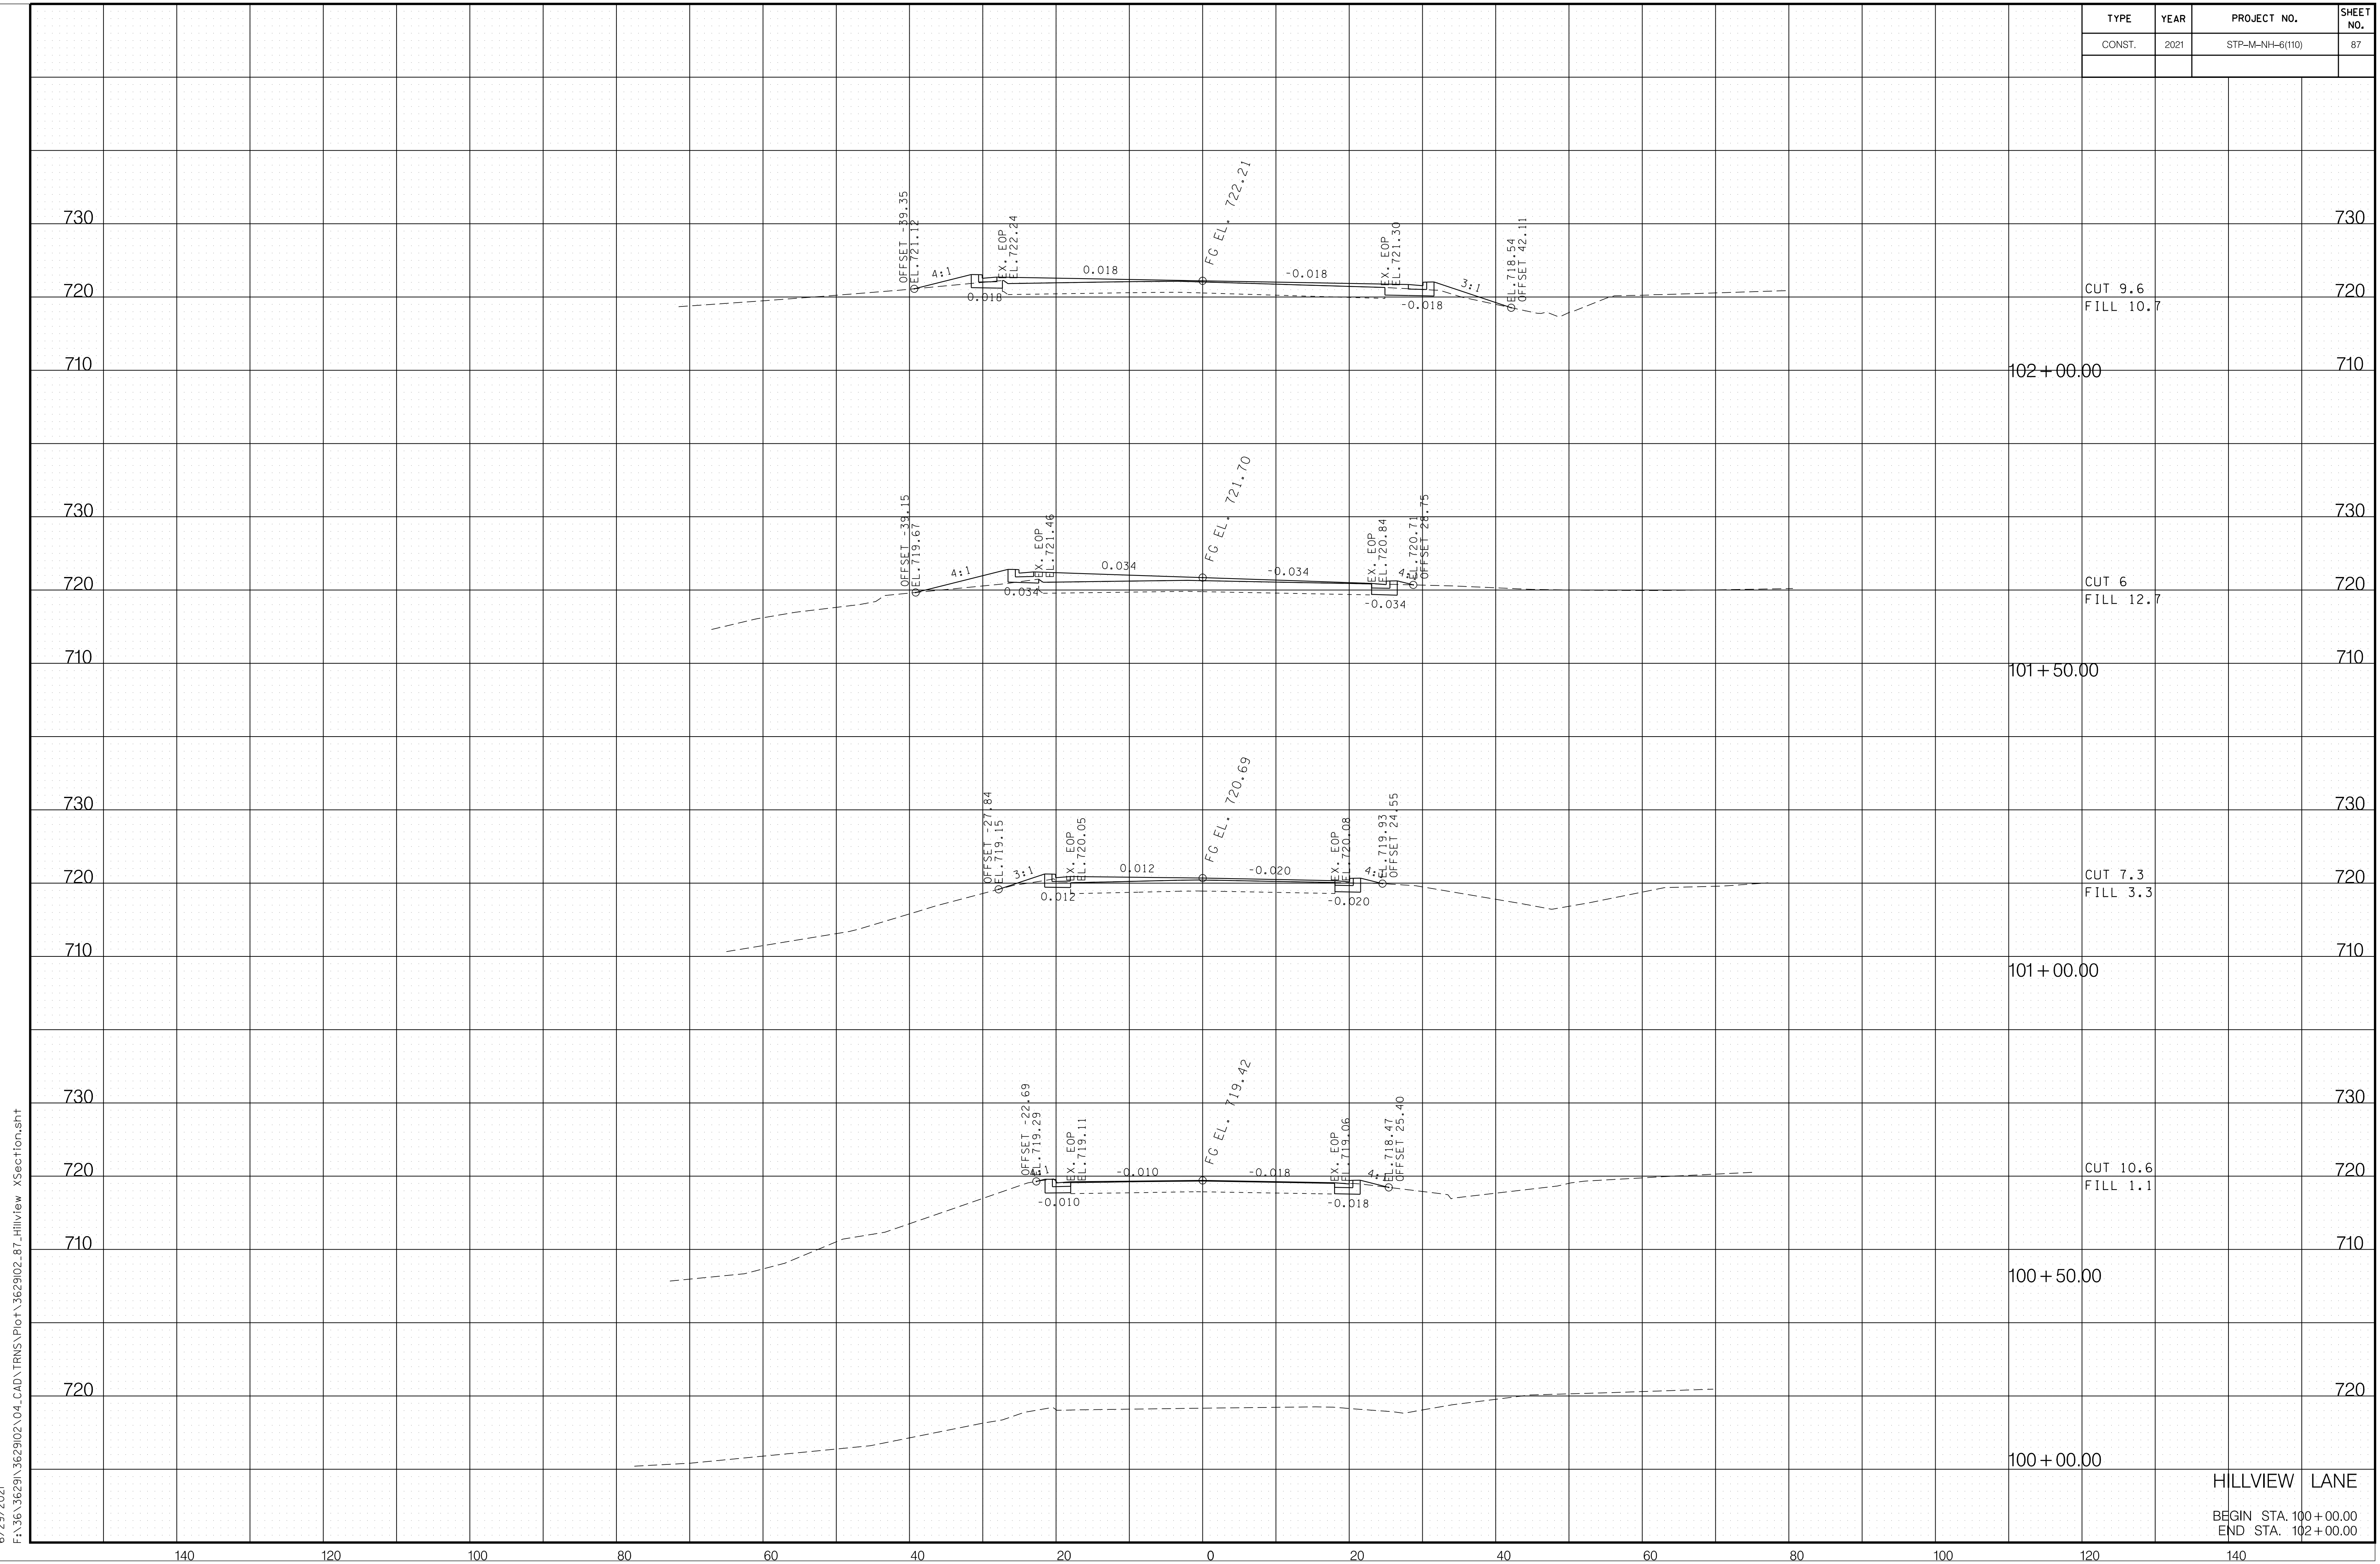 TYPE YEAR PROJECT NO. SHEET NO.
CONST. 2021 STP-M-NH-6(110) 87
730 730
OFFSET -39.35
EL.721.12
4:1
EX. EOP
EL.722.24
0.018
0.018
FG EL. 722.21
-0.018
EX. EOP
EL.721.30
-0.018
3:1
EL.718.54
OFFSET 42.11
720 720
CUT 9.6
FILL 10.7
710 710
102+00.00
730 730
OFFSET -39.15
EL.719.67
4:1
EX. EOP
EL.721.46
0.034
0.034
FG EL. 721.70
-0.034
EX. EOP
EL.720.84
-0.034
EL.720.71
OFFSET 28.75
720 720
CUT 6
FILL 12.7
710 710
101+50.00
730 730
OFFSET -27.84
EL.719.15
3:1
EX. EOP
EL.720.05
0.012
0.012
FG EL. 720.69
-0.020
EX. EOP
EL.720.08
-0.020
EL.719.93
OFFSET 24.55
720 720
CUT 7.3
FILL 3.3
710 710
101+00.00
730 730
OFFSET -22.69
EL.719.29
4:1
EX. EOP
EL.719.11
-0.010
-0.010
FG EL. 719.42
-0.018
EX. EOP
EL.719.06
-0.018
EL.718.47
OFFSET 25.40
720 720
CUT 10.6
FILL 1.1
710 710
100+50.00
720 720
100+00.00
HILLVIEW LANE
BEGIN STA. 100+00.00
END STA. 102+00.00
140 120 100 80 60 40 20 0 20 40 60 80 100 120 140
F:\36\36291\3629102\04_CAD\TRNS\Plot\3629102_87_Hillview XSection.sht